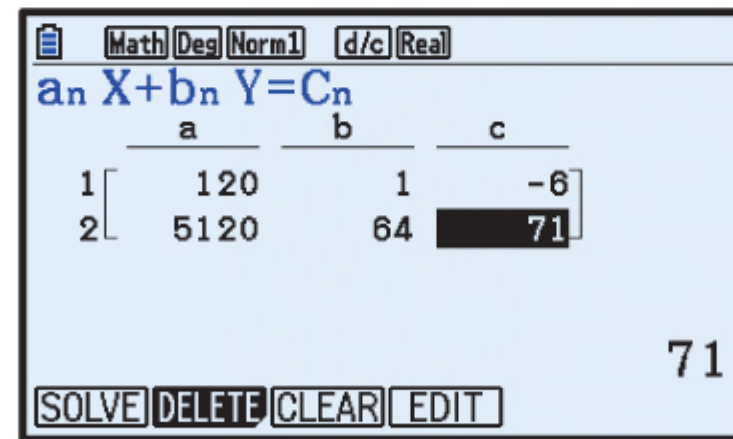 Math Deg Norm1 d/c Real
an X+bn Y=Cn
a b c
1 120 1 -6
2 5120 64 71
71
SOLVE DELETE CLEAR EDIT